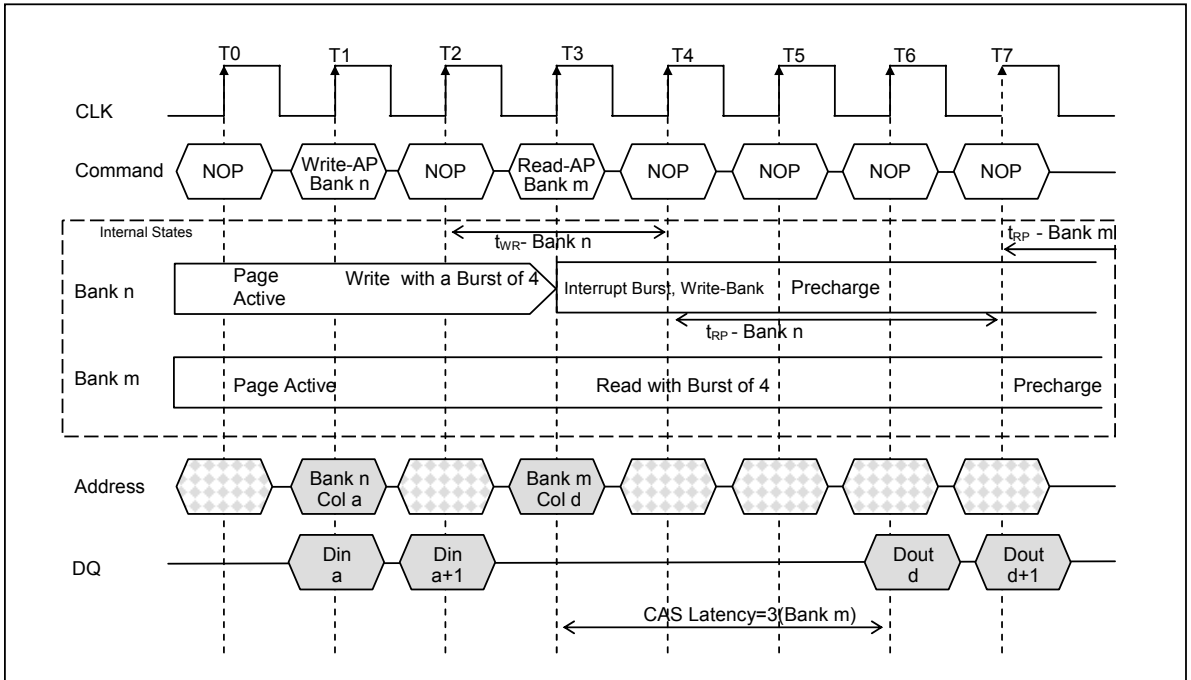 T0 T1 T2 T3 T4 T5 T6 T7
CLK
Command NOP Write-AP Bank n NOP Read-AP Bank m NOP NOP NOP NOP
Internal States
tWR- Bank n
tRP - Bank m
Bank n
Page Active
Write with a Burst of 4
Interrupt Burst, Write-Bank
Precharge
tRP - Bank n
Bank m
Page Active
Read with Burst of 4
Precharge
Address
Bank n Col a
Bank m Col d
DQ
Din a
Din a+1
Dout d
Dout d+1
CAS Latency=3(Bank m)